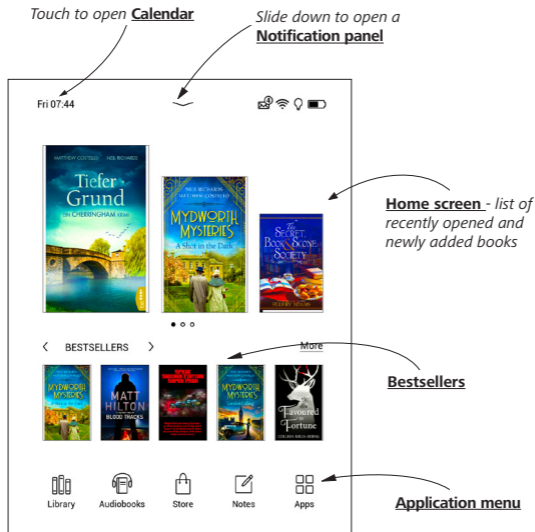 Touch to open Calendar
Slide down to open a
Notification panel
Fri 07:44
4
MATTHEW COSTELLO NEIL RICHARDS
Tiefer
Grund
EIN CHERRINGHAM KRIMI
NEIL RICHARDS
MATTHEW COSTELLO
MYDWORTH
MYSTERIES
A Shot in the Dark
The
SECRET,
BOOK & SCONE
SOCIETY
Home screen - list of
recently opened and
newly added books
BESTSELLERS
More
MYDWORTH
MYSTERIES
MATT
HILTON
BLOOD TRACKS
MYDWORTH
MYSTERIES
Favoured
by
Fortune
Bestsellers
Library
Audiobooks
Store
Notes
Apps
Application menu